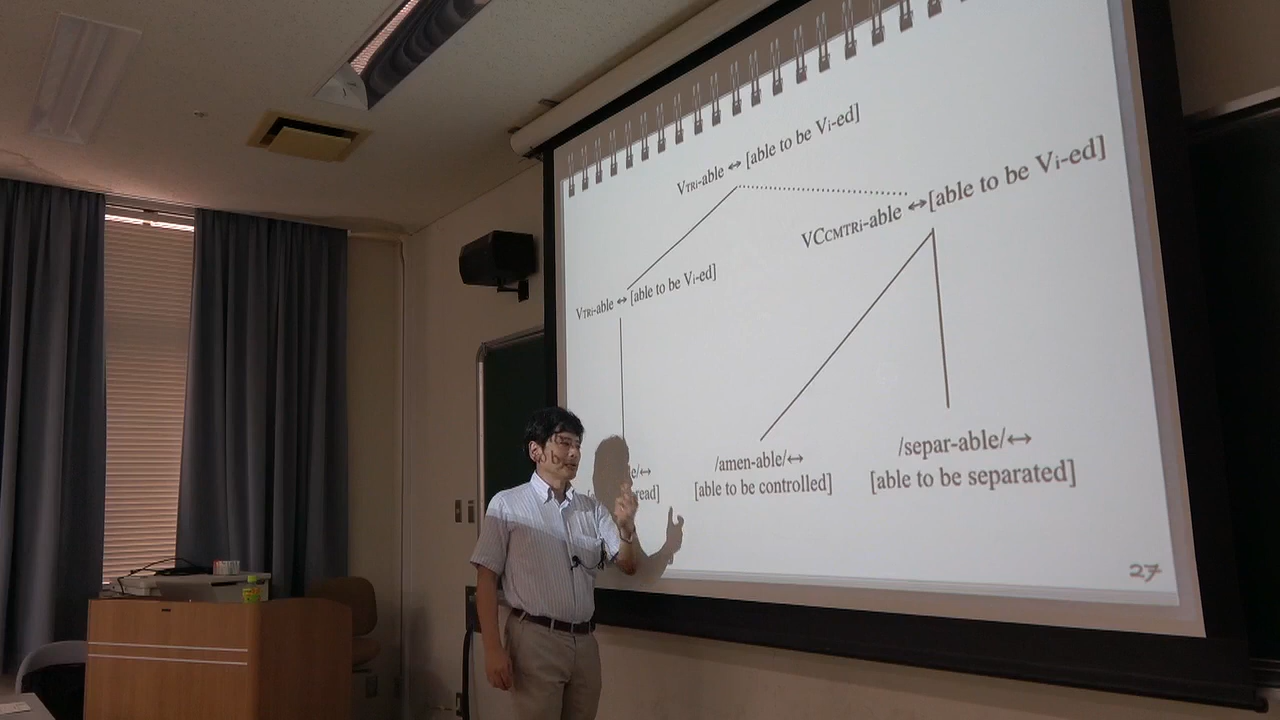 VTRi-able ↔ [able to be Vi-ed]
VCCMTRi-able ↔[able to be Vi-ed]
VTRi-able ↔ [able to be Vi-ed]
/amen-able/↔
[able to be controlled]
/separ-able/↔
[able to be separated]
27